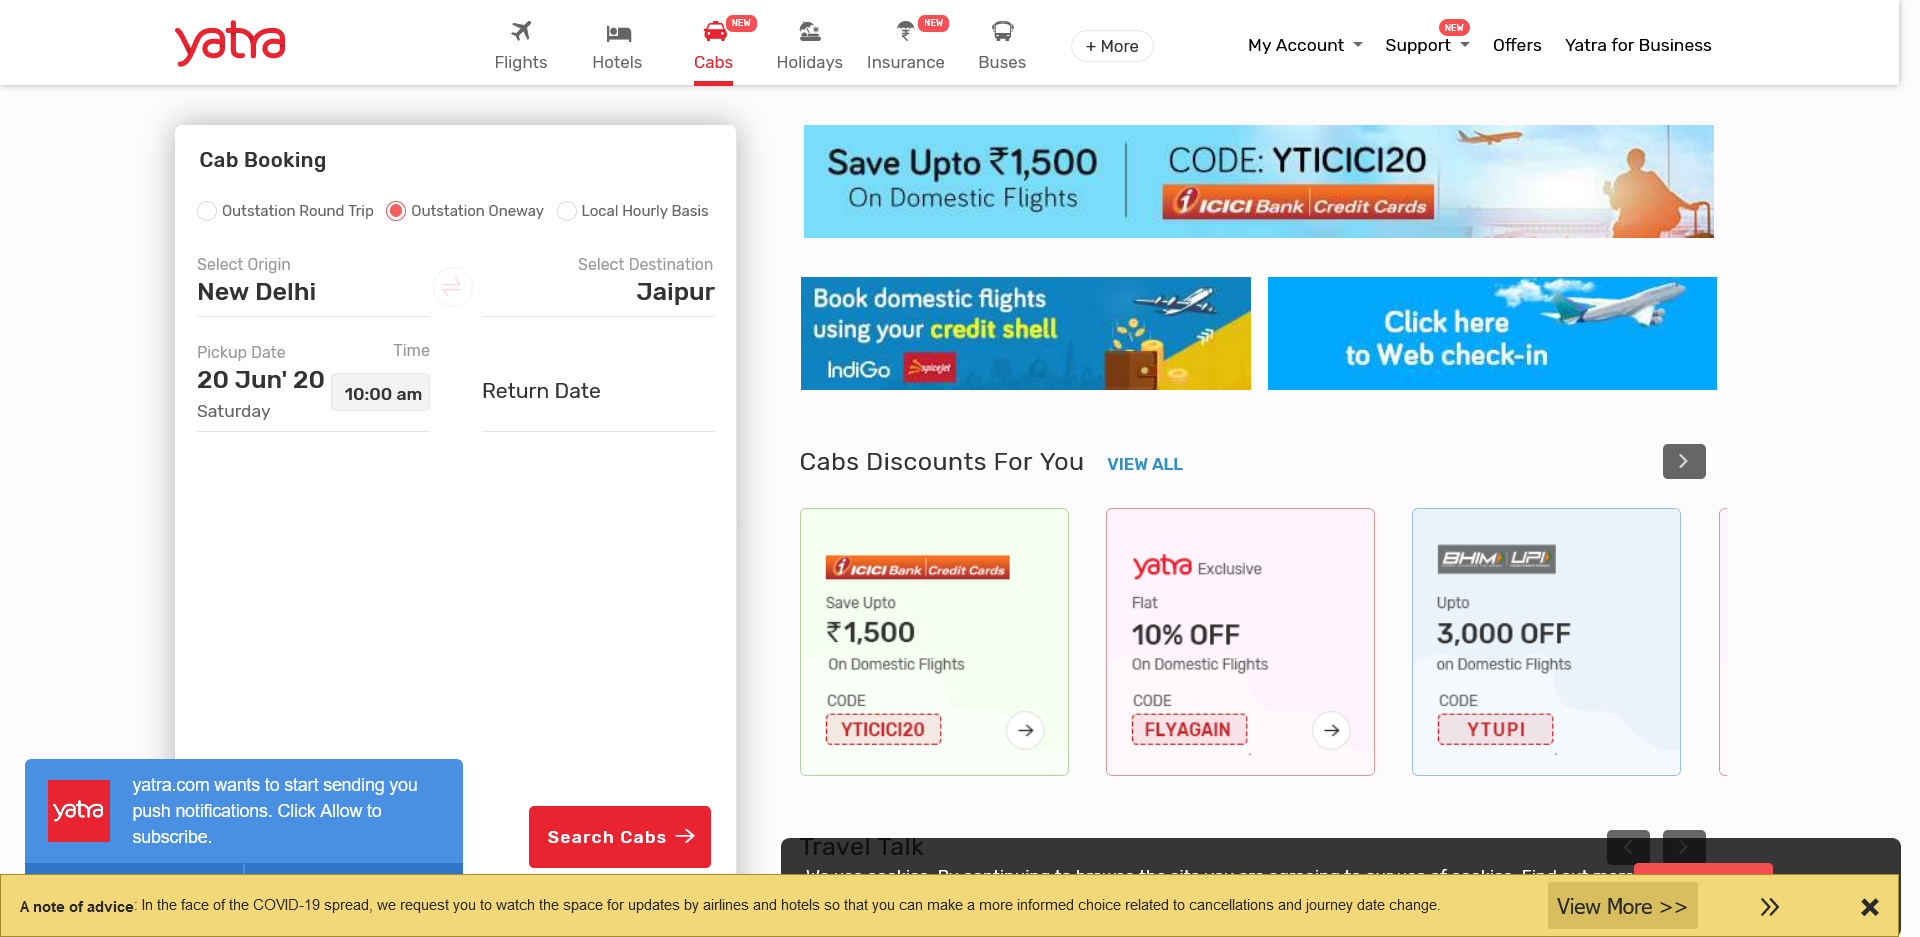 yatra
Flights
Hotels
NEW
Cabs
Holidays
NEW
Insurance
Buses
+ More
My Account
NEW
Support
Offers
Yatra for Business
Cab Booking
Outstation Round Trip
Outstation Oneway
Local Hourly Basis
Select Origin
New Delhi
Select Destination
Jaipur
Pickup Date
Time
20 Jun' 20
10:00 am
Saturday
Return Date
Search Cabs
Save Upto ₹1,500
On Domestic Flights
CODE: YTICICI20
ICICI Bank Credit Cards
Book domestic flights
using your credit shell
IndiGo spicejet
Click here
to Web check-in
Cabs Discounts For You
VIEW ALL
ICICI Bank Credit Cards
Save Upto
₹1,500
On Domestic Flights
CODE
YTICICI20
yatra Exclusive
Flat
10% OFF
On Domestic Flights
CODE
FLYAGAIN
BHIM UPI
Upto
3,000 OFF
on Domestic Flights
CODE
YTUPI
Travel Talk
We use cookies. By continuing to browse the site you are agreeing to our use of cookies. Find out more
yatra
yatra.com wants to start sending you
push notifications. Click Allow to
subscribe.
A note of advice: In the face of the COVID-19 spread, we request you to watch the space for updates by airlines and hotels so that you can make a more informed choice related to cancellations and journey date change.
View More >>